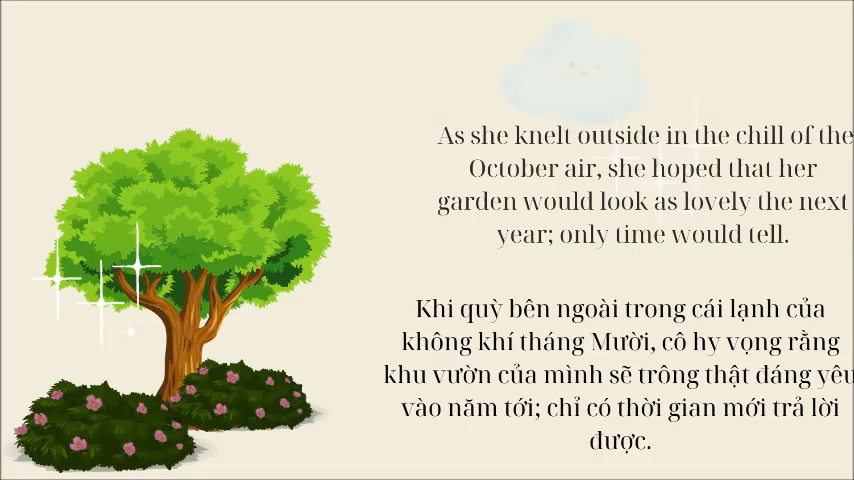 As she knelt outside in the chill of the
October air, she hoped that her
garden would look as lovely the next
year; only time would tell.
Khi quỳ bên ngoài trong cái lạnh của
không khí tháng Mười, cô hy vọng rằng
khu vườn của mình sẽ trông thật đáng yêu
vào năm tới; chỉ có thời gian mới trả lời
được.